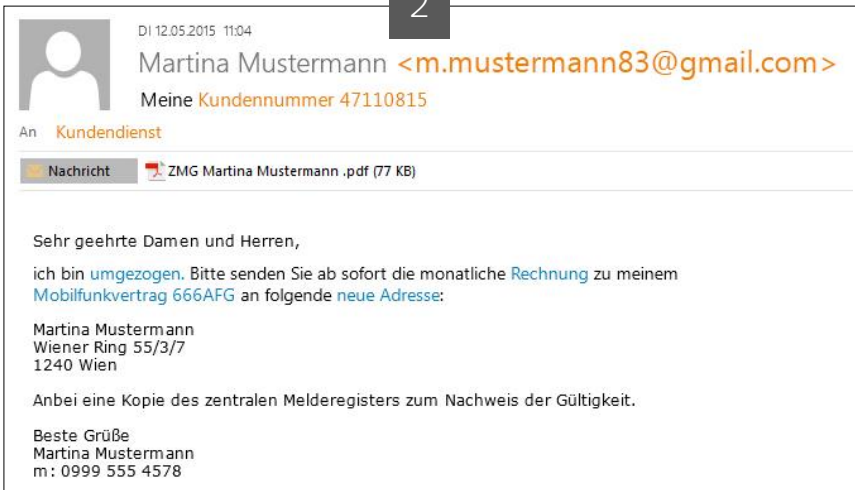 2
DI 12.05.2015 11:04
Martina Mustermann <m.mustermann83@gmail.com>
Meine Kundennummer 47110815
An Kundendienst
Nachricht ZMG Martina Mustermann .pdf (77 KB)
Sehr geehrte Damen und Herren,
ich bin umgezogen. Bitte senden Sie ab sofort die monatliche Rechnung zu meinem
Mobilfunkvertrag 666AFG an folgende neue Adresse:
Martina Mustermann
Wiener Ring 55/3/7
1240 Wien
Anbei eine Kopie des zentralen Melderegisters zum Nachweis der Gültigkeit.
Beste Grüße
Martina Mustermann
m: 0999 555 4578